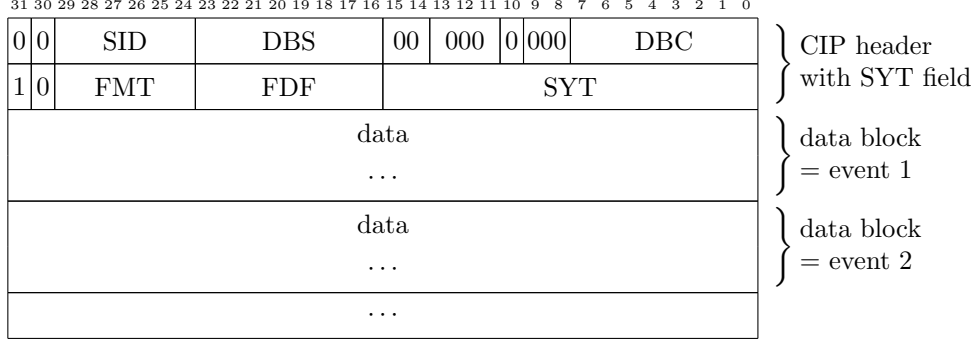 31 30 29 28 27 26 25 24 23 22 21 20 19 18 17 16 15 14 13 12 11 10 9 8 7 6 5 4 3 2 1 0
0 0 SID DBS 00 000 0 000 DBC
CIP header
with SYT field
1 0 FMT FDF SYT
data
...
data block
= event 1
data
...
data block
= event 2
...